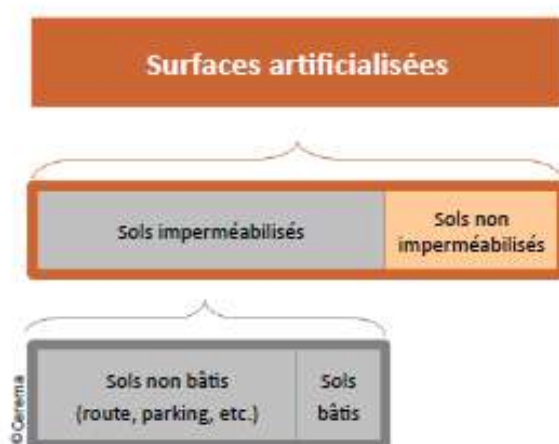 Surfaces artificialisées
Sols imperméabilisés
Sols non
imperméabilisés
Sols non bâtis
(route, parking, etc.)
Sols
bâtis
©Cerema